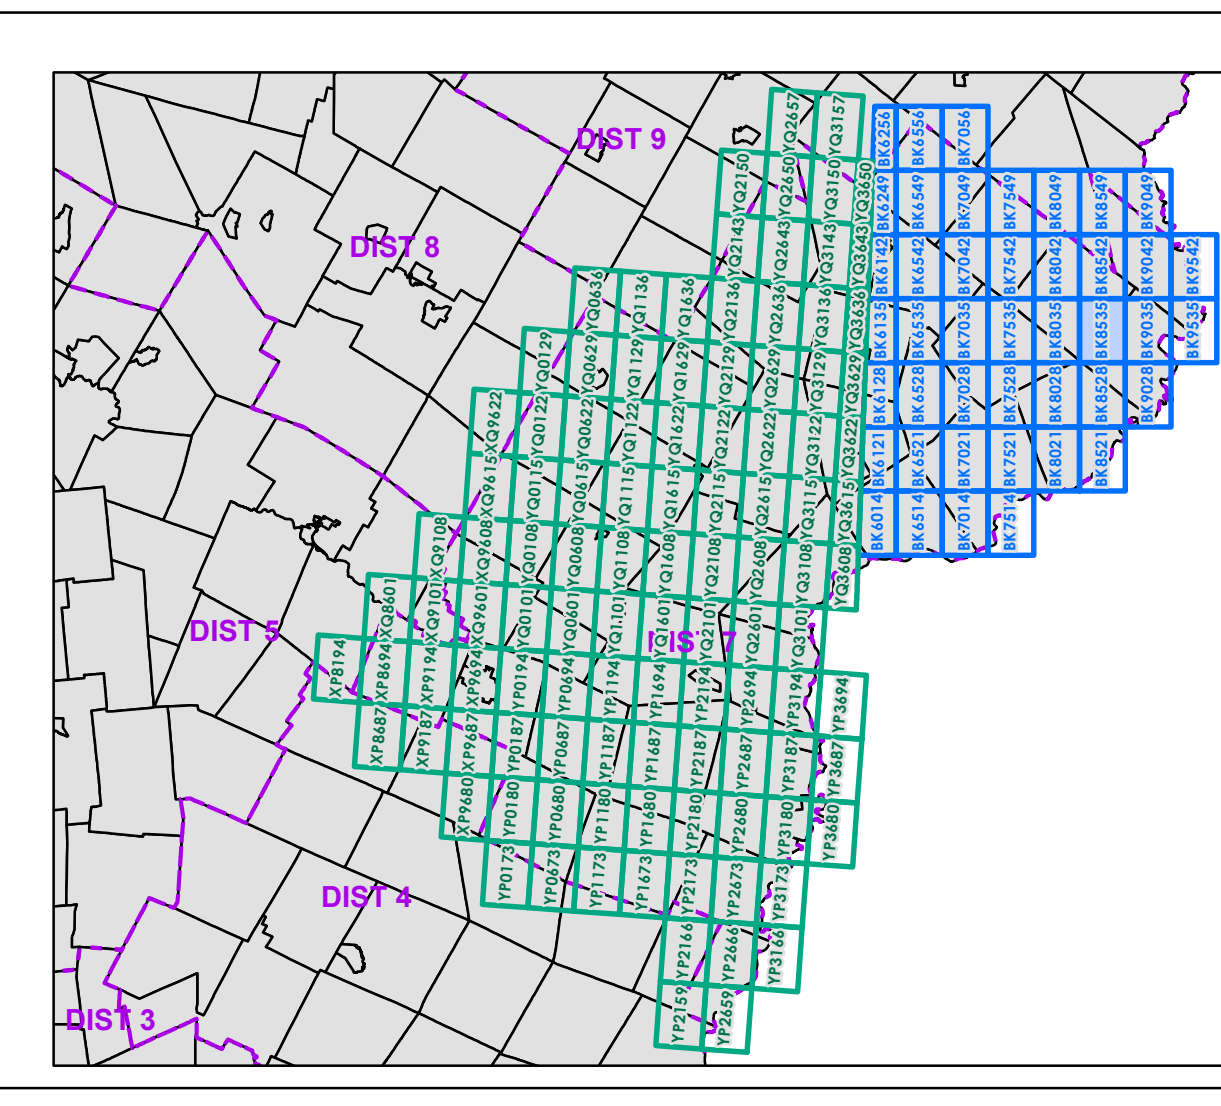 DIST 9
DIST 8
DIST 5
DIST 4
DIST 3
YQ2657 YQ3157
YQ2150 YQ2650 YQ3150 YQ3650
YQ2143 YQ2643 YQ3143 YQ3643
YQ0636 YQ1136 YQ1636 YQ2136 YQ2636 YQ3136 YQ3636
YQ0129 YQ0629 YQ1129 YQ1629 YQ2129 YQ2629 YQ3129 YQ3629
XQ9622 YQ0122 YQ0622 YQ1122 YQ1622 YQ2122 YQ2622 YQ3122 YQ3622
XQ9615 YQ0115 YQ0615 YQ1115 YQ1615 YQ2115 YQ2615 YQ3115 YQ3615
XQ9108 XQ9608 YQ0108 YQ0608 YQ1108 YQ1608 YQ2108 YQ2608 YQ3108 YQ3608
XQ8601 XQ9101 XQ9601 YQ0101 YQ0601 YQ1101 YQ1601 YQ2101 YQ2601 YQ3101
XP8194 XP8694 XP9194 XP9694 YP0194 YP0694 YP1194 YP1694 YP2194 YP2694 YP3194 YP3694
XP8687 XP9187 XP9687 YP0187 YP0687 YP1187 YP1687 YP2187 YP2687 YP3187 YP3687
XP9680 YP0180 YP0680 YP1180 YP1680 YP2180 YP2680 YP3180 YP3680
YP0173 YP0673 YP1173 YP1673 YP2173 YP2673 YP3173
YP2166 YP2666 YP3166
YP2159 YP2659
BK6256 BK6556 BK7056
BK6249 BK6549 BK7049 BK7549 BK8049 BK8549 BK9049
BK6142 BK6542 BK7042 BK7542 BK8042 BK8542 BK9042 BK9542
BK6135 BK6535 BK7035 BK7535 BK8035 BK8535 BK9035 BK9535
BK6128 BK6528 BK7028 BK7528 BK8028 BK8528 BK9028
BK6121 BK6521 BK7021 BK7521 BK8021 BK8521
BK6014 BK6514 BK7014 BK7514